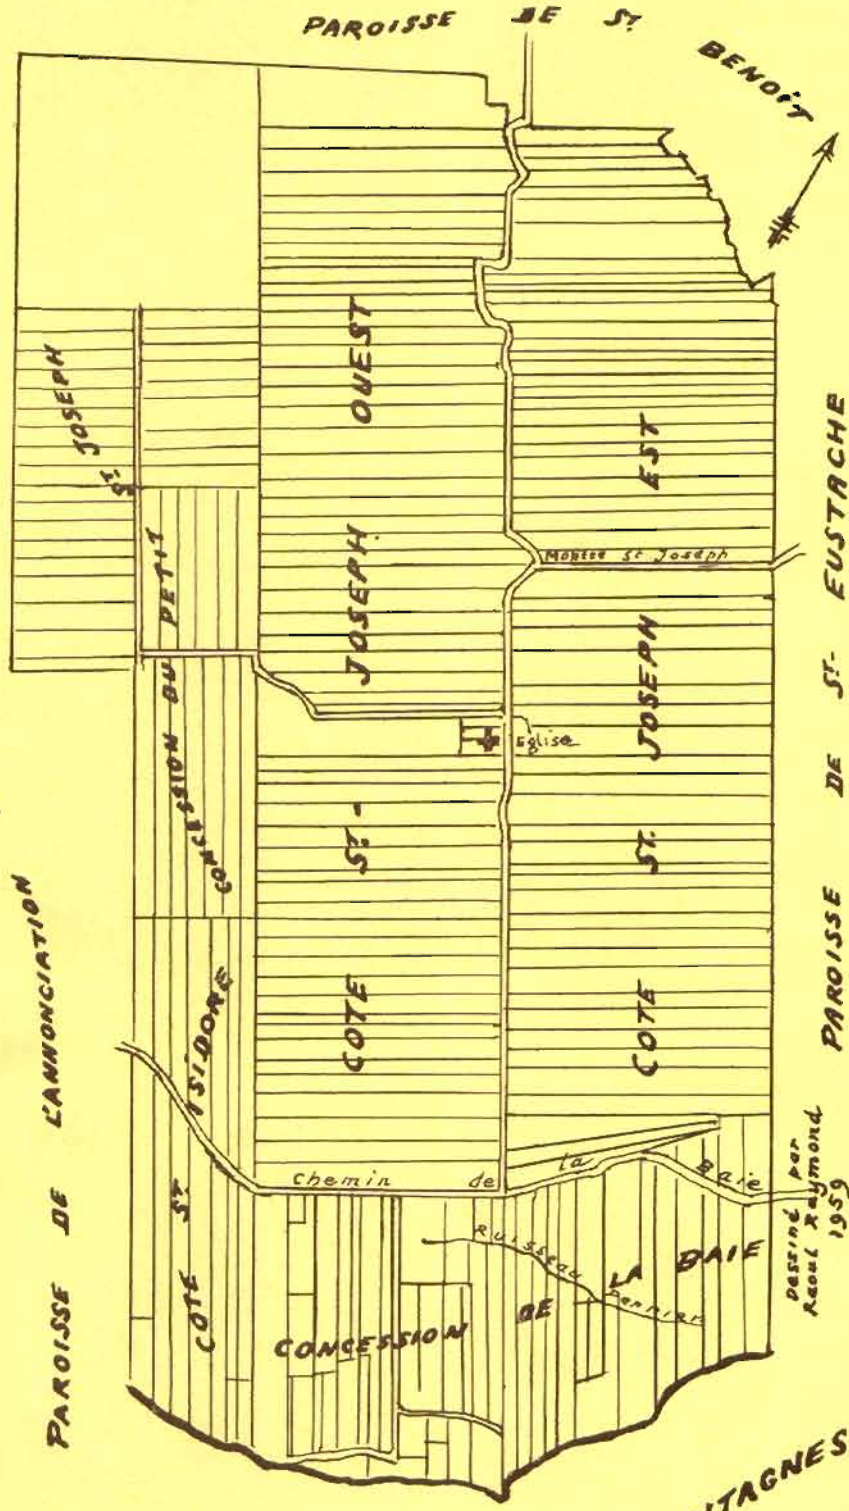 PAROISSE DE ST.
BENOIT
OUEST
ST. JOSEPH
EST
EUSTACHE
PETIT
JOSEPH
Montée St Joseph
JOSEPH
ST-
CONCESSION DU
Eglise
DE
ST-
ST.
PAROISSE
L'ANNONCIATION
ISIDORE
COTE
COTE
DE
PAROISSE
ST
COTE
Chemin de la Baie
Dessiné par
Raoul Raymond
1959
Ruisseau
CONCESSION DE LA BAIE
TAGNES